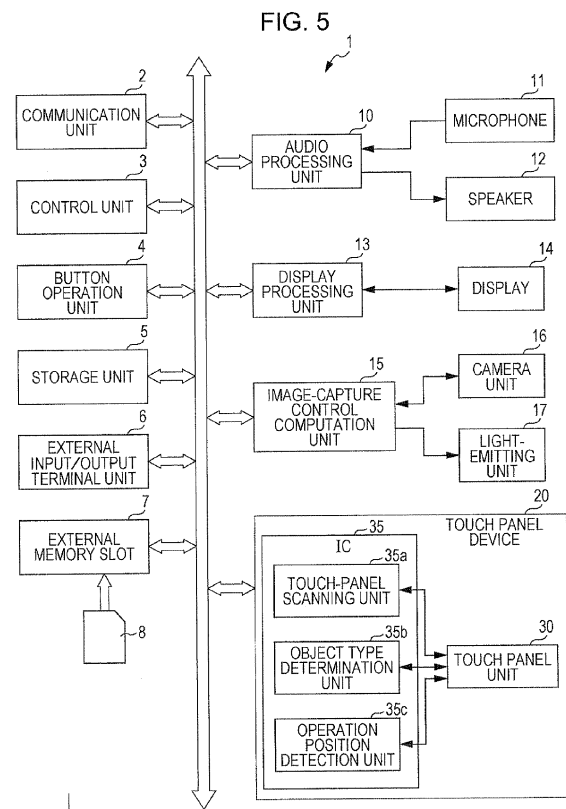 FIG. 5
1
2
COMMUNICATION
UNIT
3
CONTROL UNIT
4
BUTTON
OPERATION
UNIT
5
STORAGE UNIT
6
EXTERNAL
INPUT/OUTPUT
TERMINAL UNIT
7
EXTERNAL
MEMORY SLOT
8
10
AUDIO
PROCESSING
UNIT
11
MICROPHONE
12
SPEAKER
13
DISPLAY
PROCESSING
UNIT
14
DISPLAY
15
IMAGE-CAPTURE
CONTROL
COMPUTATION
UNIT
16
CAMERA
UNIT
17
LIGHT-
EMITTING
UNIT
20
TOUCH PANEL
DEVICE
35
IC
35a
TOUCH-PANEL
SCANNING UNIT
35b
OBJECT TYPE
DETERMINATION
UNIT
35c
OPERATION
POSITION
DETECTION UNIT
30
TOUCH PANEL
UNIT